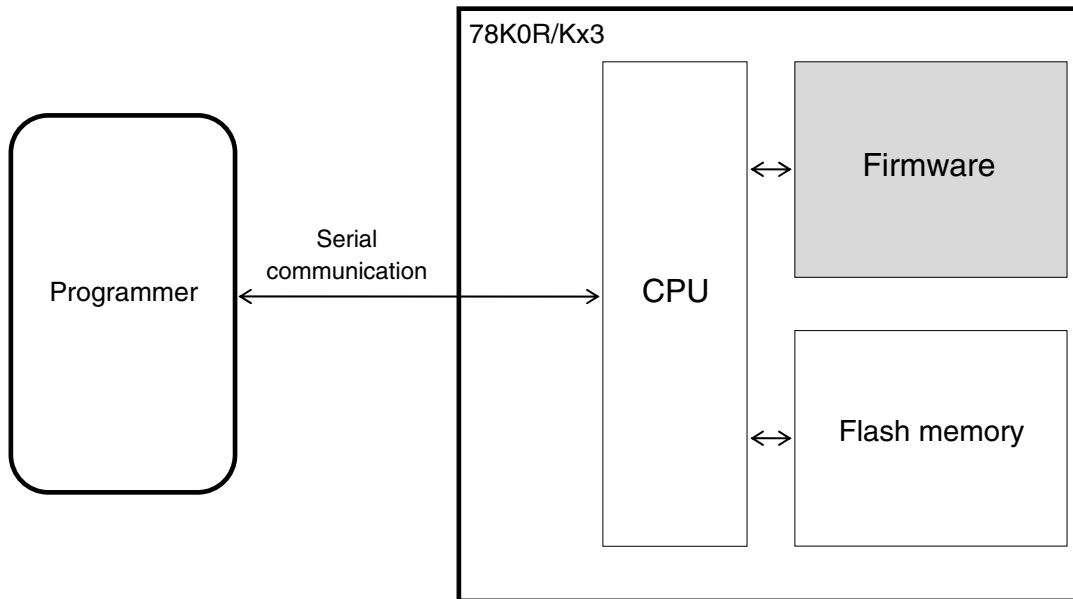 78K0R/Kx3
Firmware
Serial
communication
Programmer
CPU
Flash memory